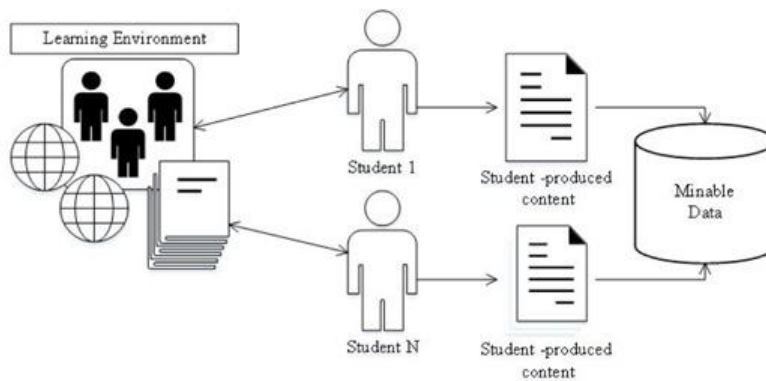 Learning Environment
Student 1
Student -produced
content
Minable
Data
Student N
Student -produced
content